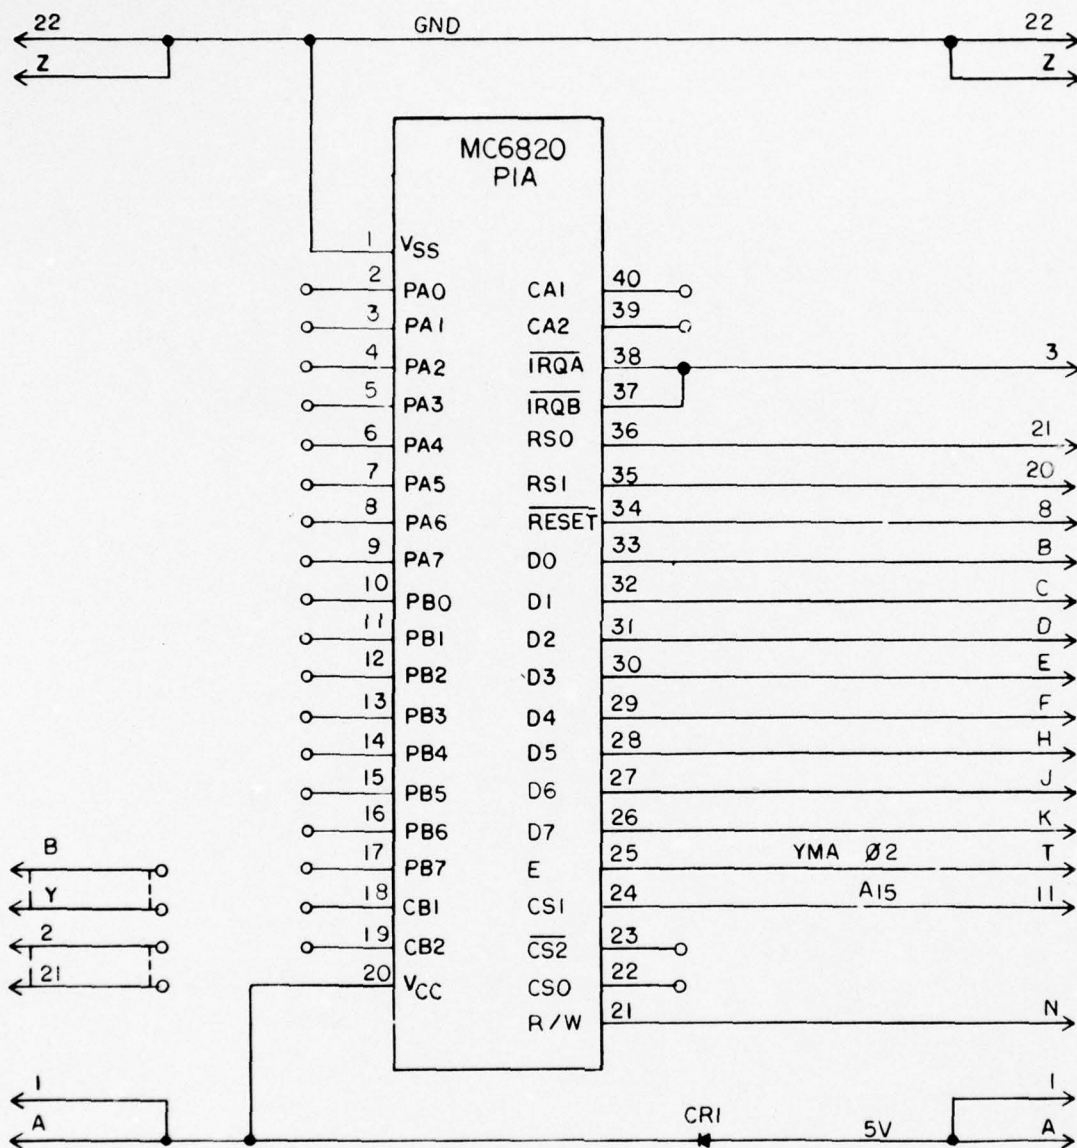 22 GND 22
Z Z
MC6820
PIA
1 VSS
2 PA0 CA1 40
3 PA1 CA2 39
4 PA2 IRQA 38 3
5 PA3 IRQB 37
6 PA4 RS0 36 21
7 PA5 RS1 35 20
8 PA6 RESET 34 8
9 PA7 D0 33 B
10 PB0 D1 32 C
11 PB1 D2 31 D
12 PB2 D3 30 E
13 PB3 D4 29 F
14 PB4 D5 28 H
15 PB5 D6 27 J
16 PB6 D7 26 K
B 17 PB7 E 25 YMA Ø2 T
Y 18 CB1 CS1 24 A15 11
2 19 CB2 CS2 23
21 20 VCC CS0 22
R/W 21 N
1 1
A CR1 5V A